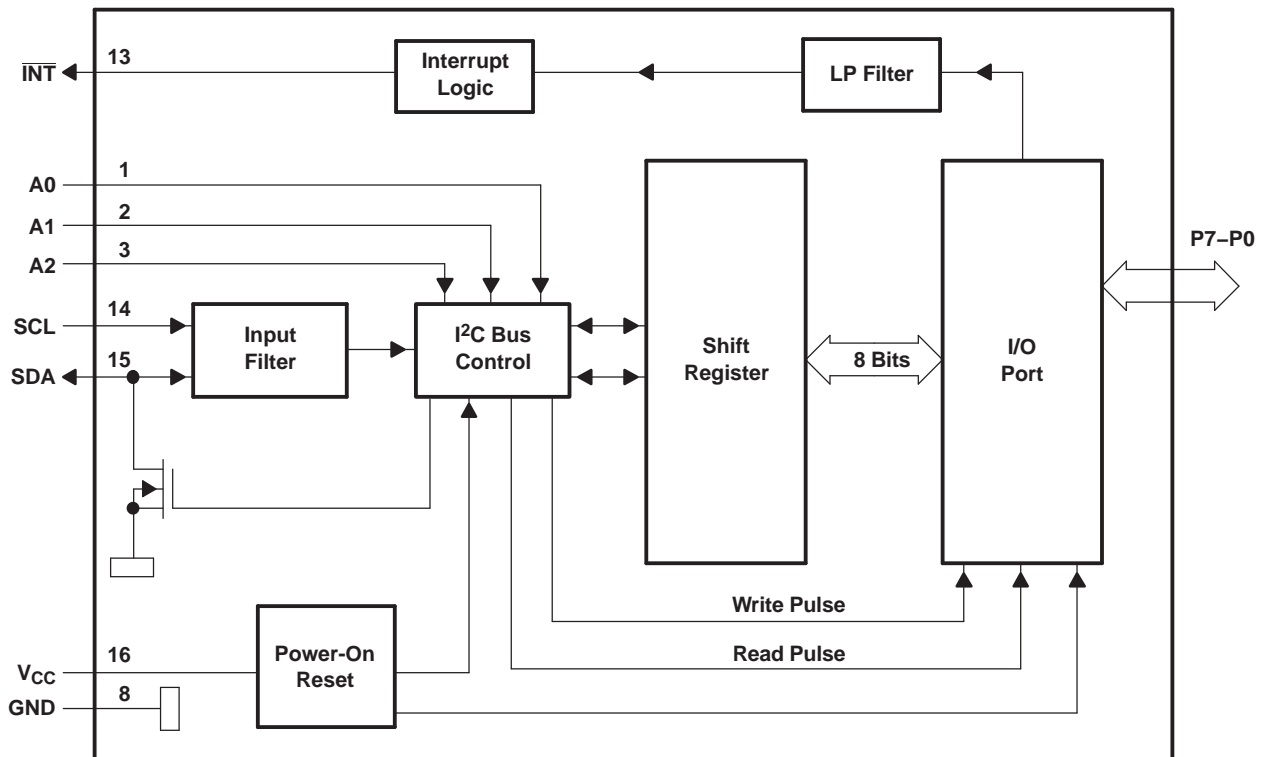 INT
13
Interrupt
Logic
LP Filter
A0
1
A1
2
A2
3
P7–P0
SCL
14
SDA
15
Input
Filter
I²C Bus
Control
Shift
Register
8 Bits
I/O
Port
Write Pulse
Read Pulse
VCC
16
Power-On
Reset
GND
8